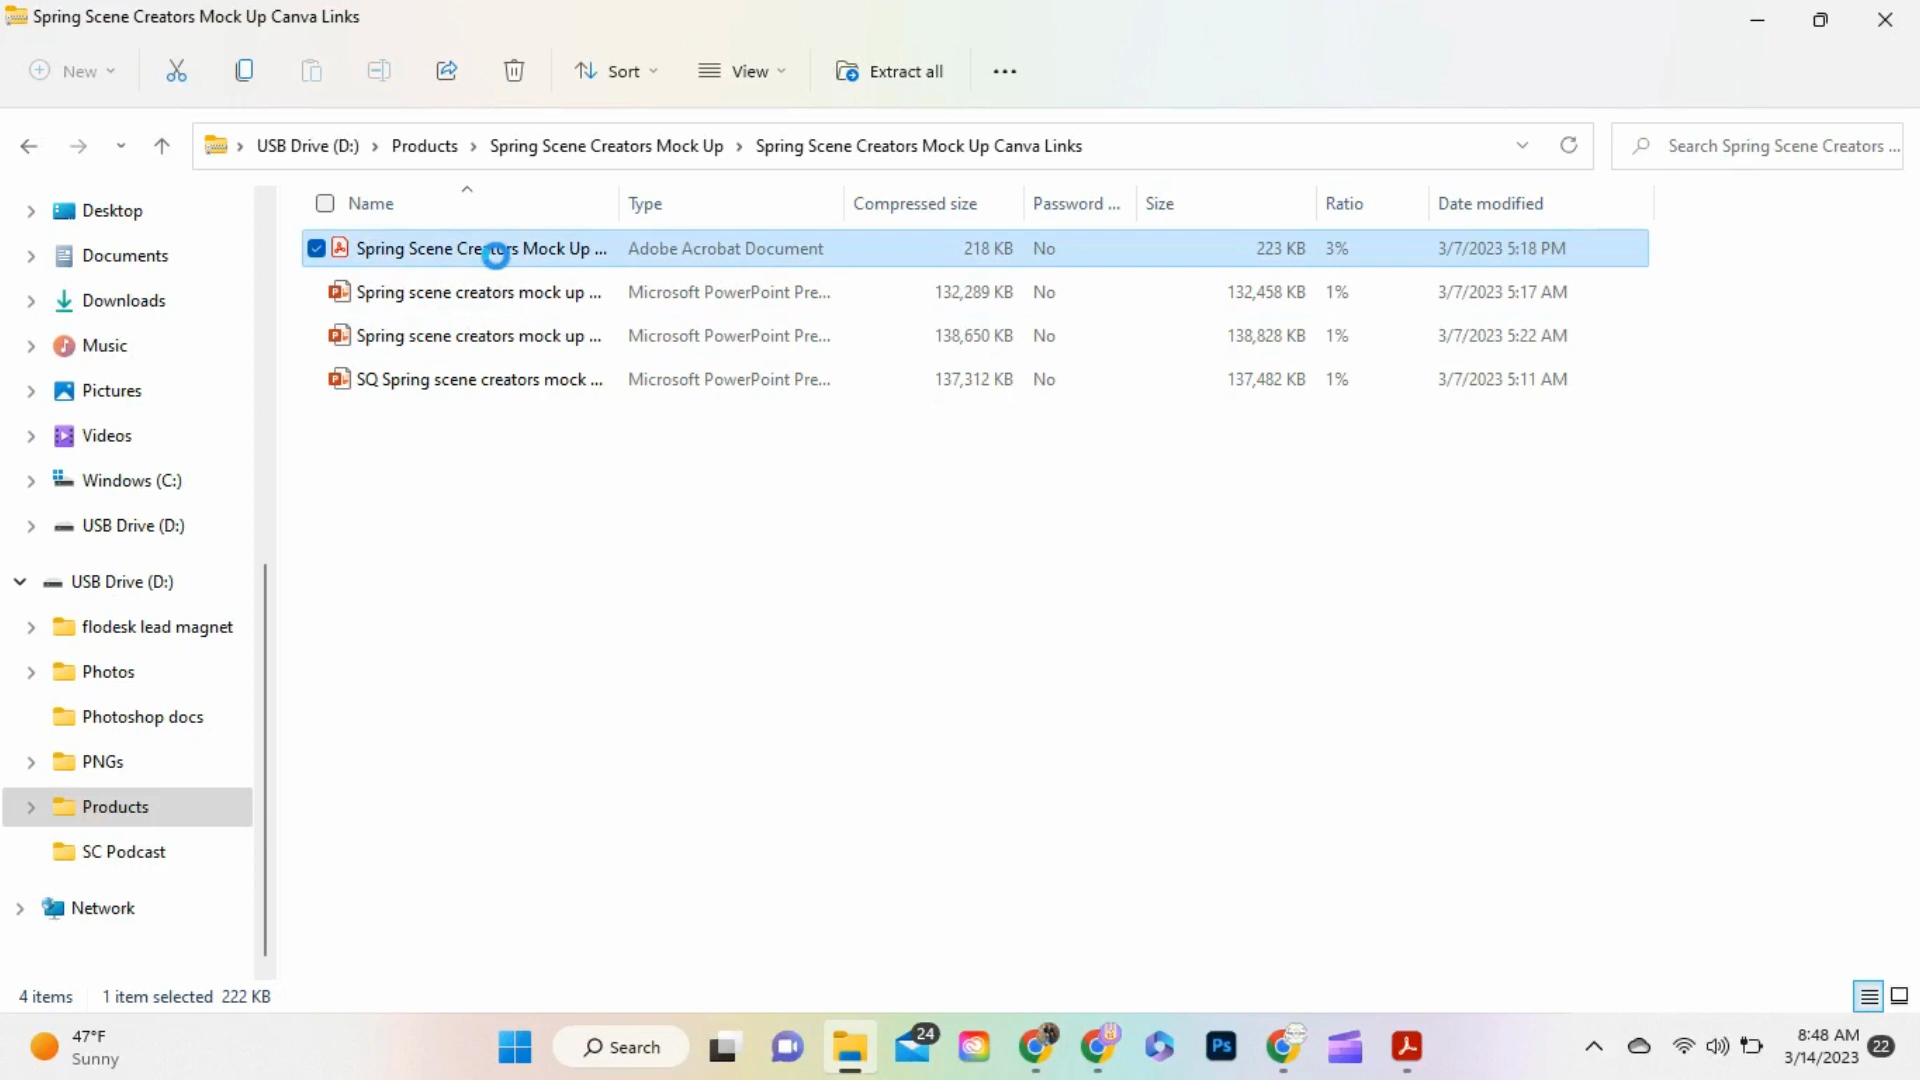 Spring Scene Creators Mock Up Canva Links
New
Sort
View
Extract all
USB Drive (D:)
Products
Spring Scene Creators Mock Up
Spring Scene Creators Mock Up Canva Links
Search Spring Scene Creators ...
Name
Type
Compressed size
Password ...
Size
Ratio
Date modified
Spring Scene Creators Mock Up ... Adobe Acrobat Document 218 KB No 223 KB 3% 3/7/2023 5:18 PM
Spring scene creators mock up ... Microsoft PowerPoint Pre... 132,289 KB No 132,458 KB 1% 3/7/2023 5:17 AM
Spring scene creators mock up ... Microsoft PowerPoint Pre... 138,650 KB No 138,828 KB 1% 3/7/2023 5:22 AM
SQ Spring scene creators mock ... Microsoft PowerPoint Pre... 137,312 KB No 137,482 KB 1% 3/7/2023 5:11 AM
Desktop
Documents
Downloads
Music
Pictures
Videos
Windows (C:)
USB Drive (D:)
USB Drive (D:)
flodesk lead magnet
Photos
Photoshop docs
PNGs
Products
SC Podcast
Network
4 items
1 item selected 222 KB
47°F
Sunny
Search
24
Ps
8:48 AM
3/14/2023
22